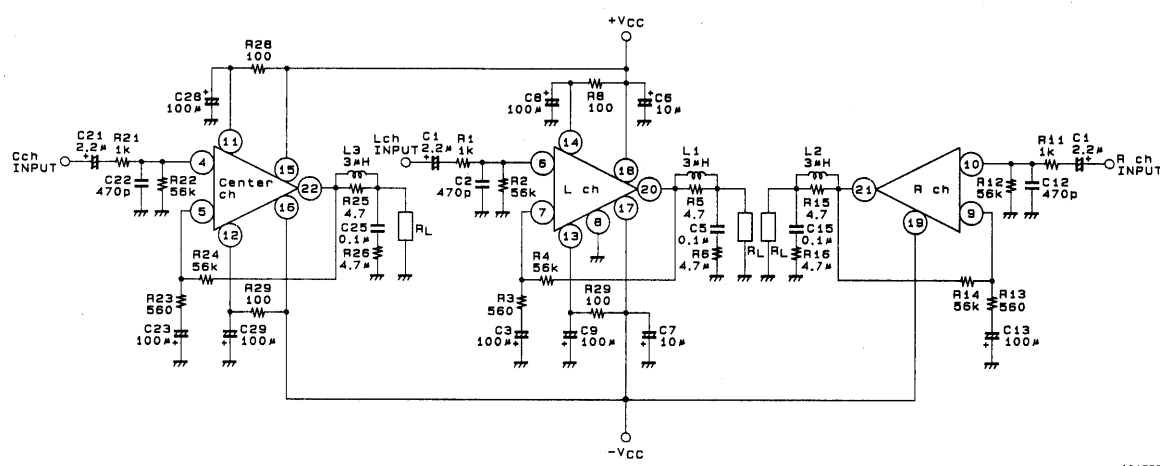 +VCC
R28
100
C28
100μ
+
11
15
C8
100μ
+
R8
100
C6
10μ
+
14
18
Cch
INPUT
C21
2.2μ
+
R21
1k
4
C22
470p
R22
56k
Center
ch
5
12
16
22
L3
3μH
R25
4.7
C25
0.1μ
R26
4.7μ
RL
R24
56k
R23
560
C23
100μ
+
R29
100
C29
100μ
+
Lch
INPUT
C1
2.2μ
+
R1
1k
6
C2
470p
R2
56k
L ch
7
13
8
17
20
L1
3μH
R5
4.7
C5
0.1μ
R6
4.7μ
RL
R4
56k
R3
560
C3
100μ
+
R29
100
C9
100μ
+
C7
10μ
+
L2
3μH
R15
4.7
C15
0.1μ
R16
4.7μ
RL
21
R ch
19
10
9
R11
1k
C1
2.2μ
+
R ch
INPUT
R12
56k
C12
470p
R14
56k
R13
560
C13
100μ
+
-VCC